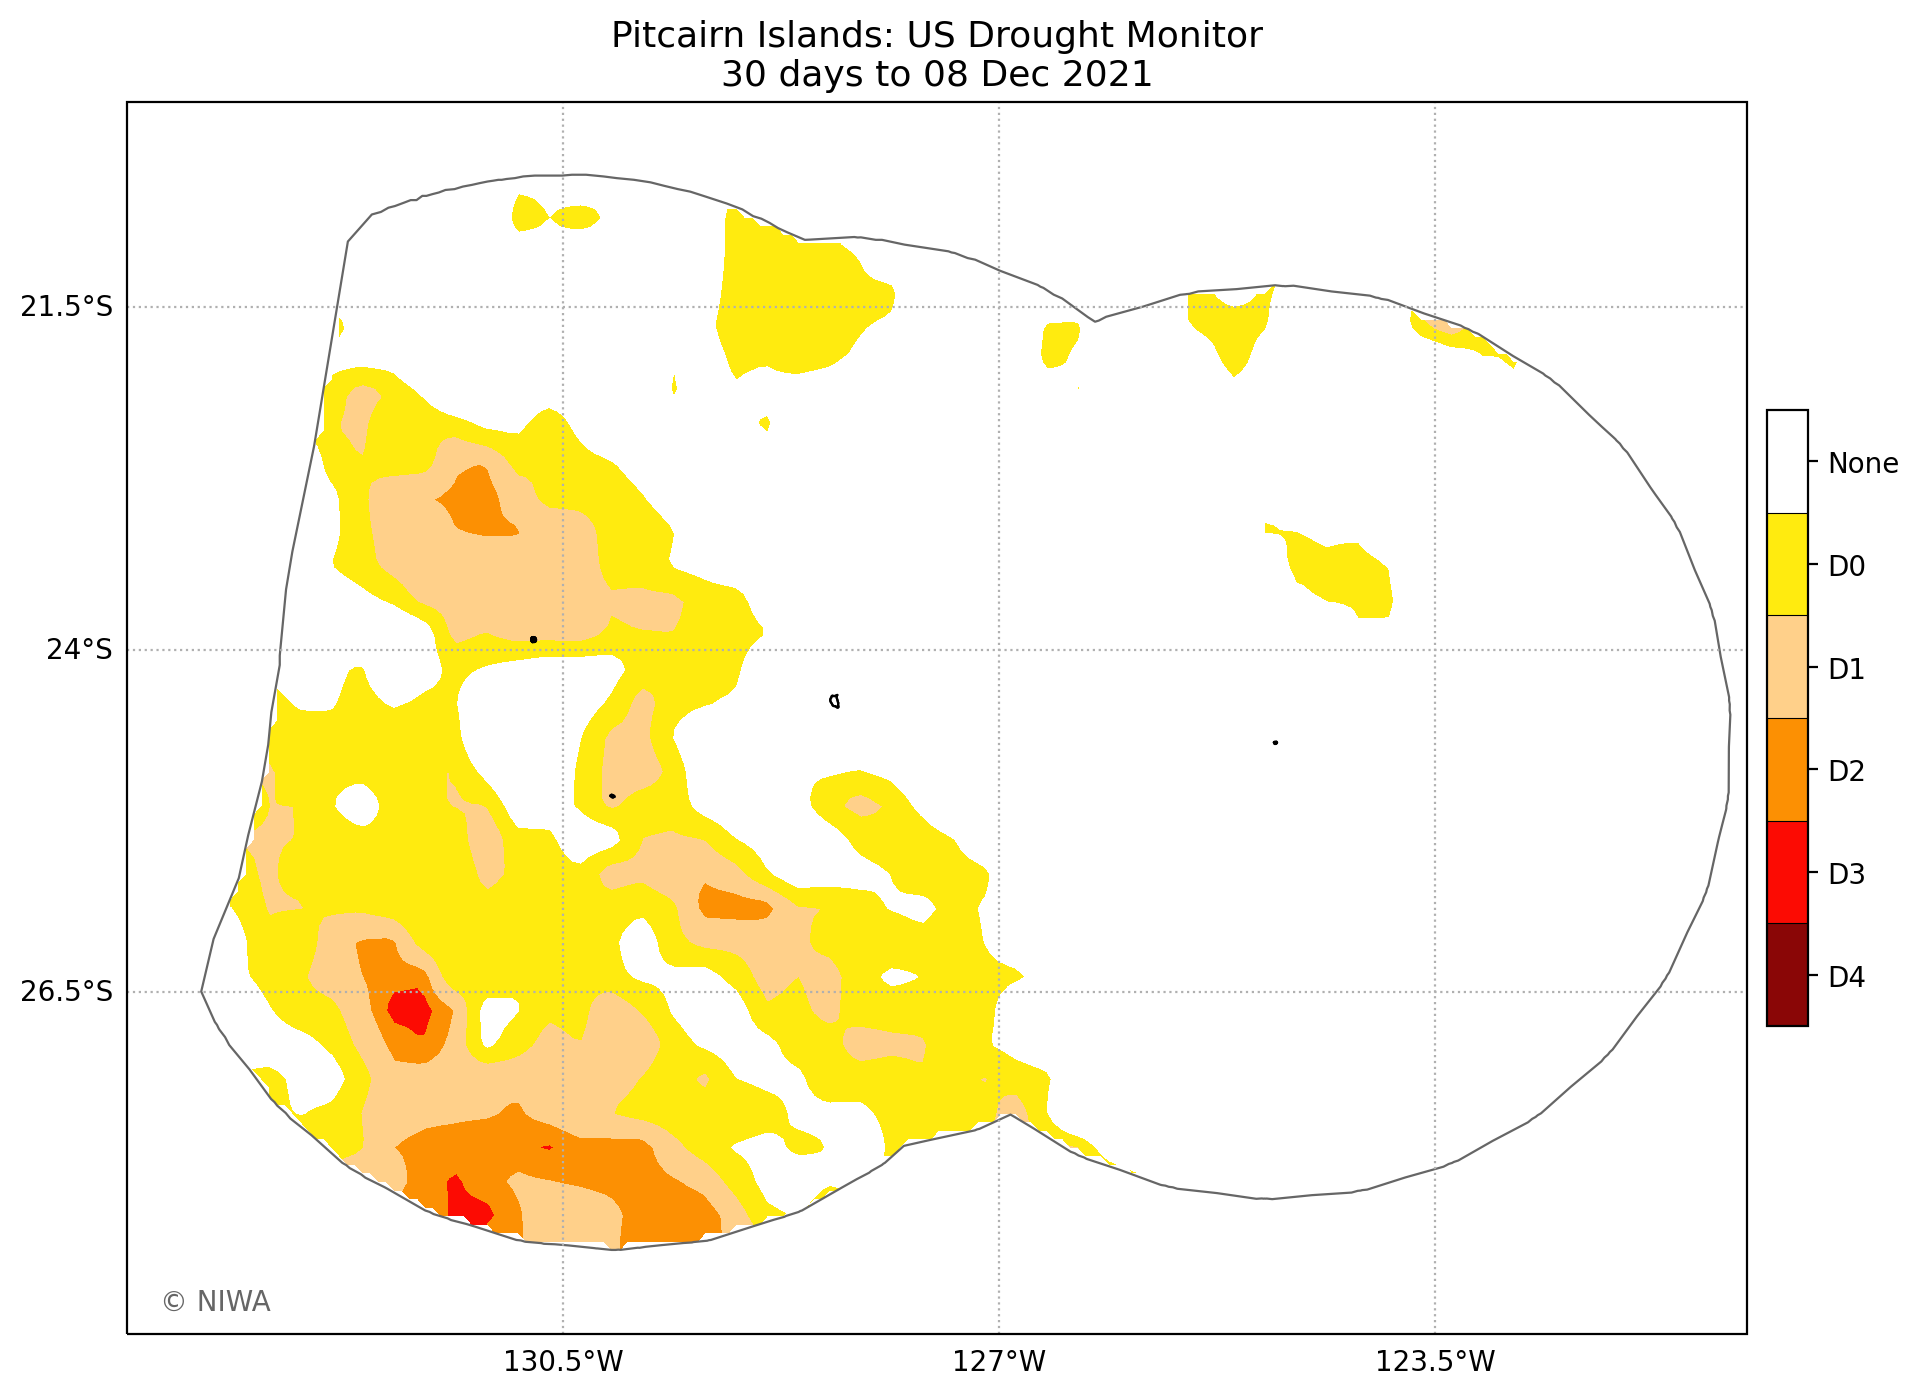 Pitcairn Islands: US Drought Monitor
30 days to 08 Dec 2021
21.5°S
24°S
26.5°S
130.5°W
127°W
123.5°W
None
D0
D1
D2
D3
D4
© NIWA